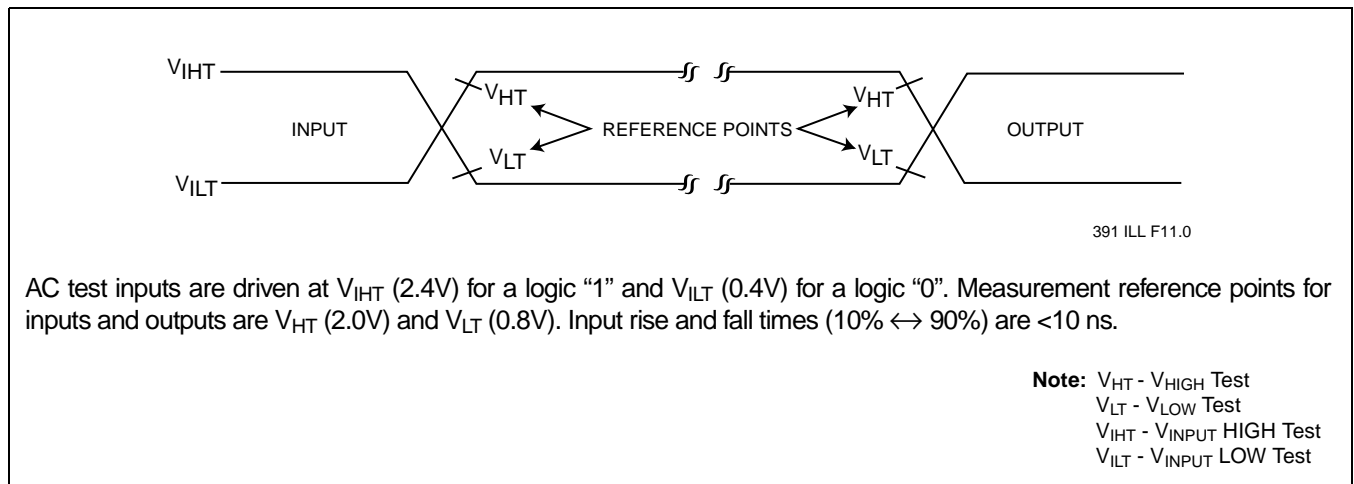 VIHT
VHT
VHT
INPUT
REFERENCE POINTS
OUTPUT
VLT
VLT
VILT
391 ILL F11.0
AC test inputs are driven at VIHT (2.4V) for a logic “1” and VILT (0.4V) for a logic “0”. Measurement reference points for
inputs and outputs are VHT (2.0V) and VLT (0.8V). Input rise and fall times (10% ↔ 90%) are <10 ns.
Note: VHT - VHIGH Test
VLT - VLOW Test
VIHT - VINPUT HIGH Test
VILT - VINPUT LOW Test